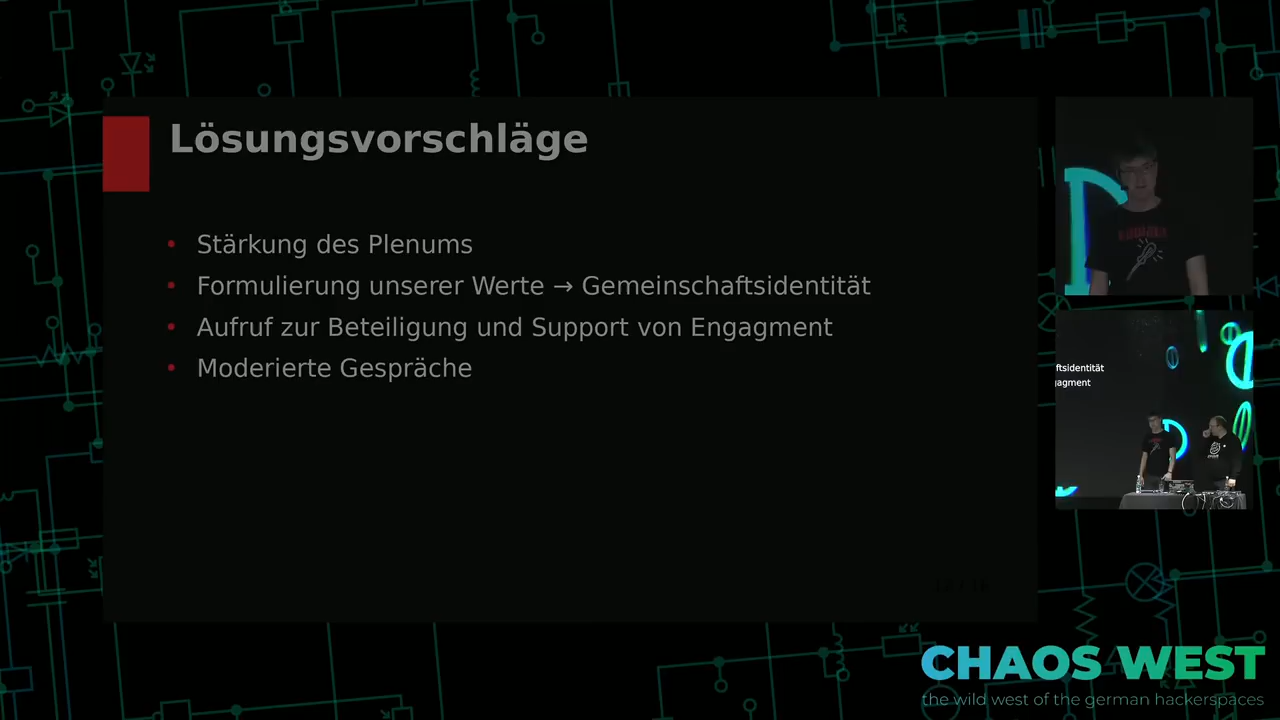 Lösungsvorschläge
• Stärkung des Plenums
• Formulierung unserer Werte → Gemeinschaftsidentität
• Aufruf zur Beteiligung und Support von Engagment
• Moderierte Gespräche
ftsidentität
agment
CHAOS WEST
the wild west of the german hackerspaces